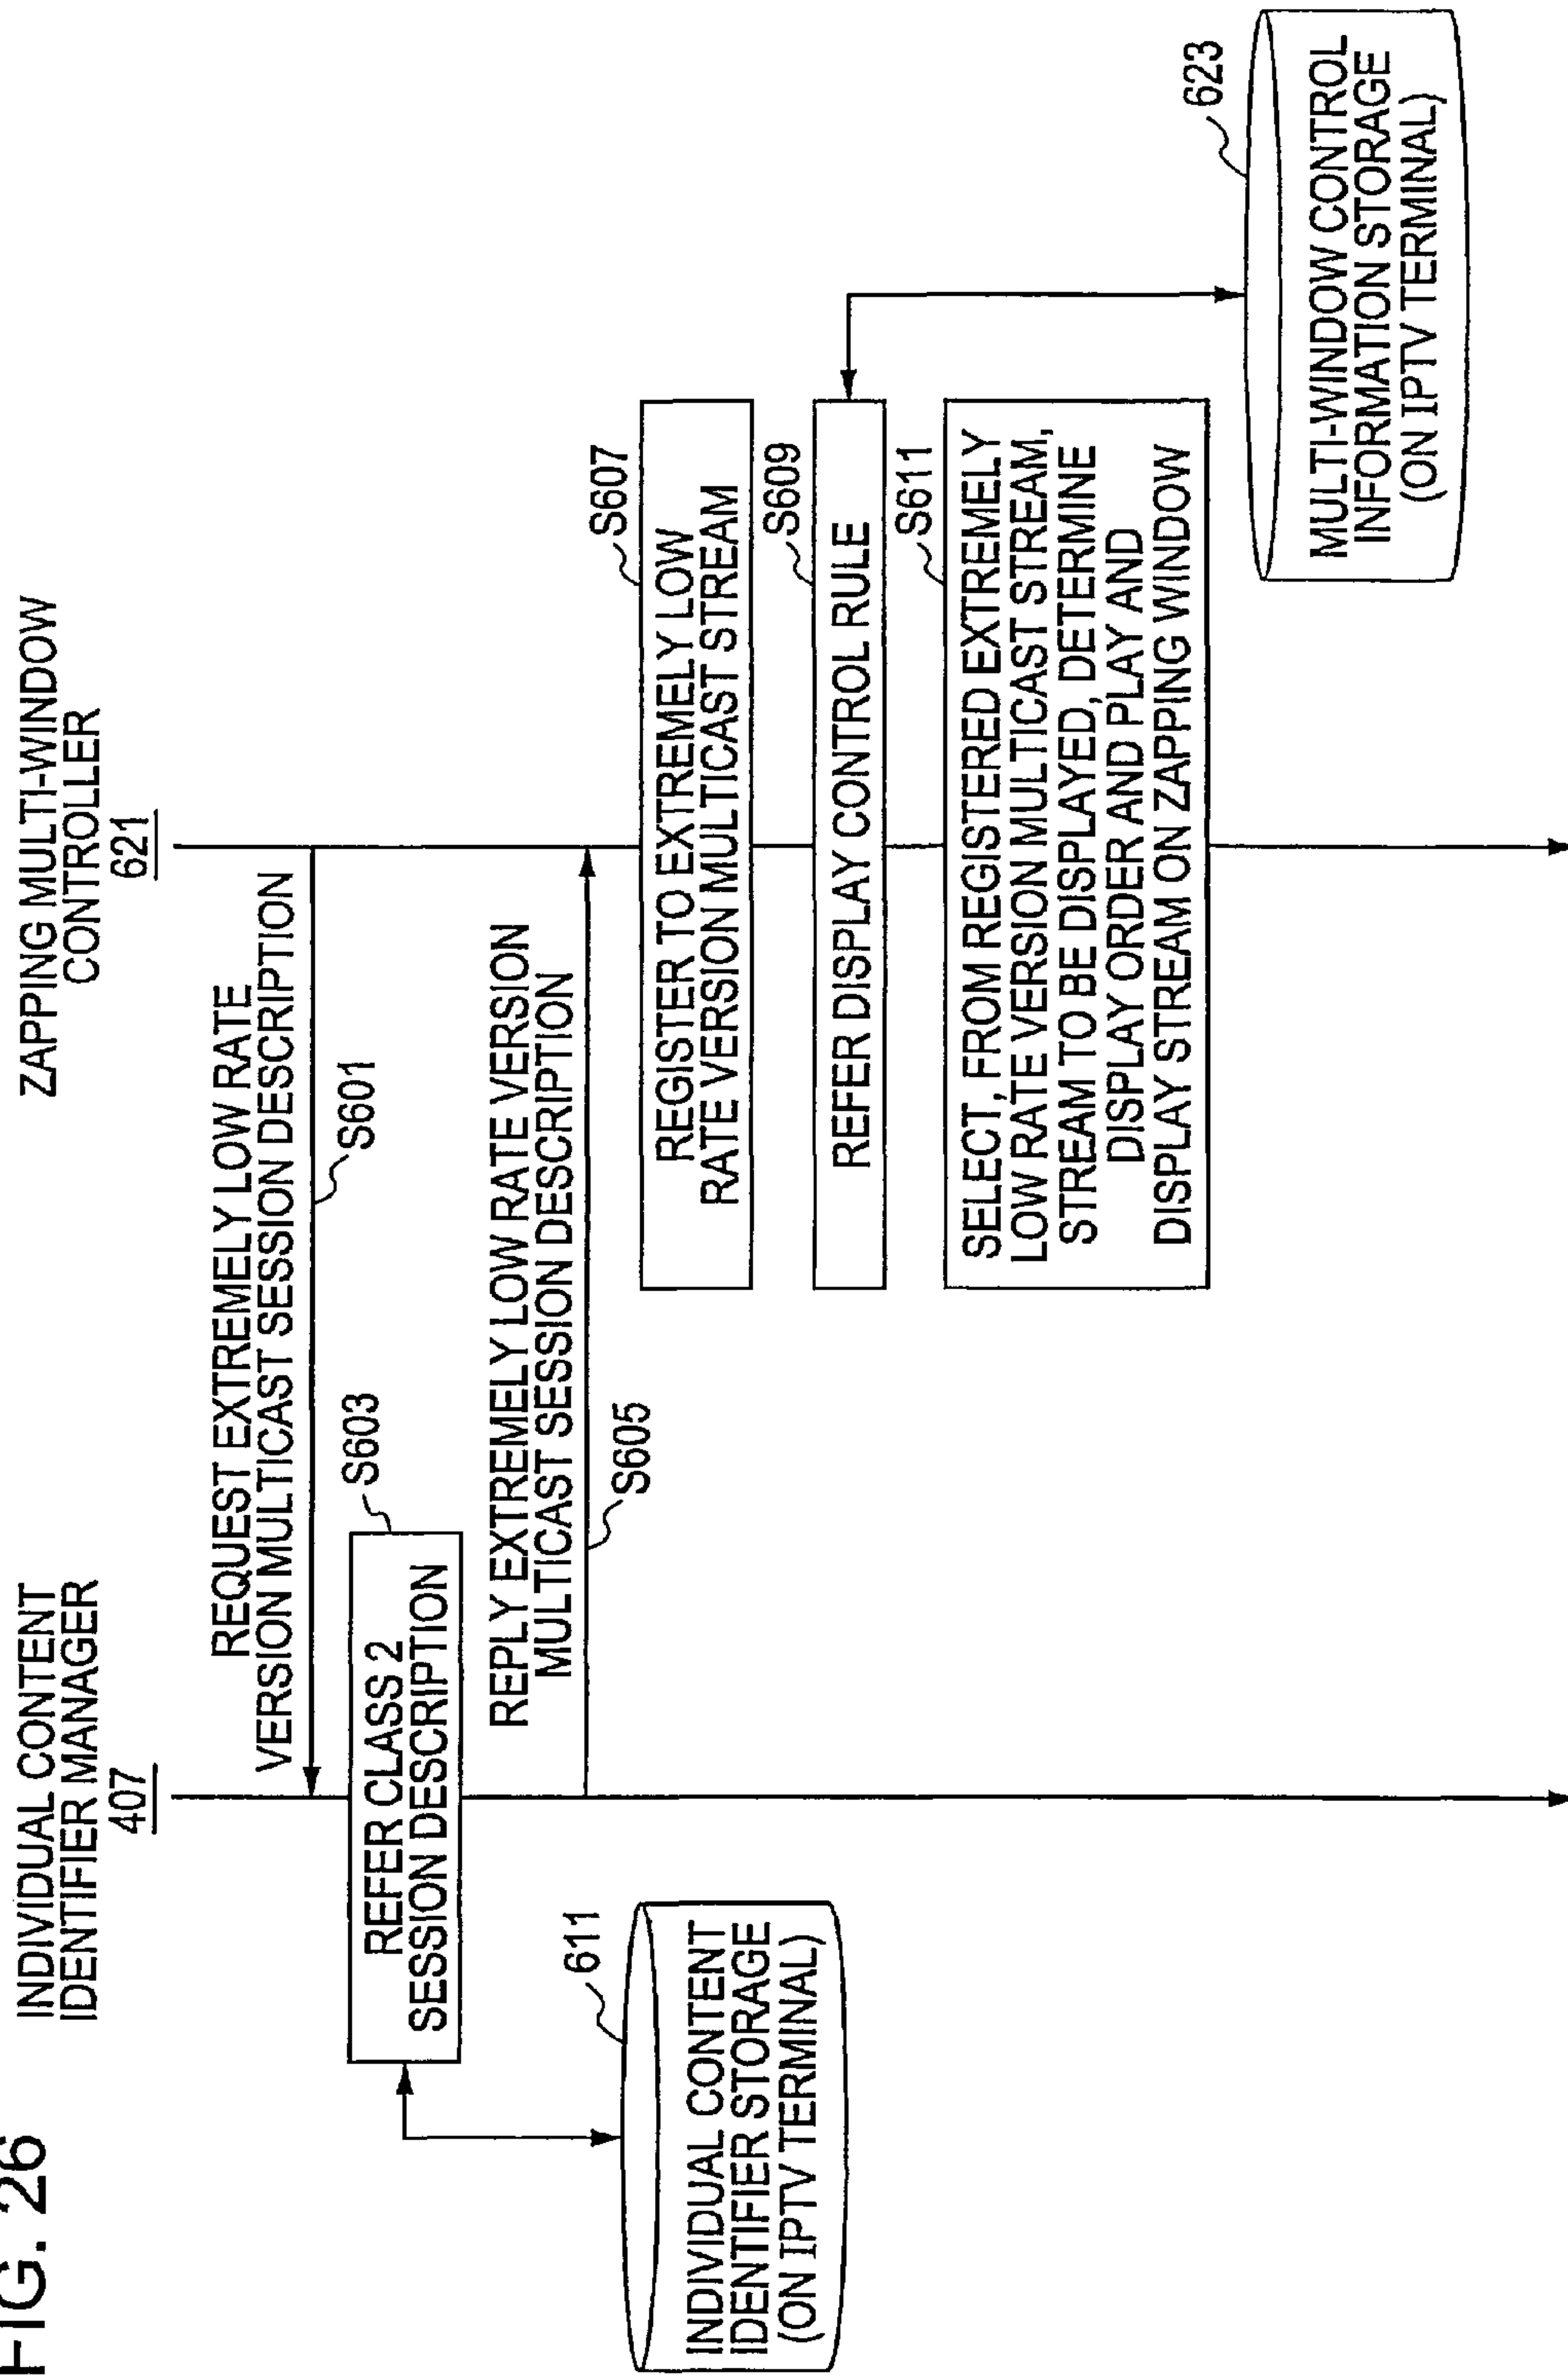 FIG. 26
INDIVIDUAL CONTENT
IDENTIFIER MANAGER
407
ZAPPING MULTI-WINDOW
CONTROLLER
621
REQUEST EXTREMELY LOW RATE
VERSION MULTICAST SESSION DESCRIPTION
S601
S603
REFER CLASS 2
SESSION DESCRIPTION
611
INDIVIDUAL CONTENT
IDENTIFIER STORAGE
(ON IPTV TERMINAL)
REPLY EXTREMELY LOW RATE VERSION
MULTICAST SESSION DESCRIPTION
S605
S607
REGISTER TO EXTREMELY LOW
RATE VERSION MULTICAST STREAM
S609
REFER DISPLAY CONTROL RULE
S611
SELECT, FROM REGISTERED EXTREMELY
LOW RATE VERSION MULTICAST STREAM,
STREAM TO BE DISPLAYED, DETERMINE
DISPLAY ORDER AND PLAY AND
DISPLAY STREAM ON ZAPPING WINDOW
623
MULTI-WINDOW CONTROL
INFORMATION STORAGE
(ON IPTV TERMINAL)